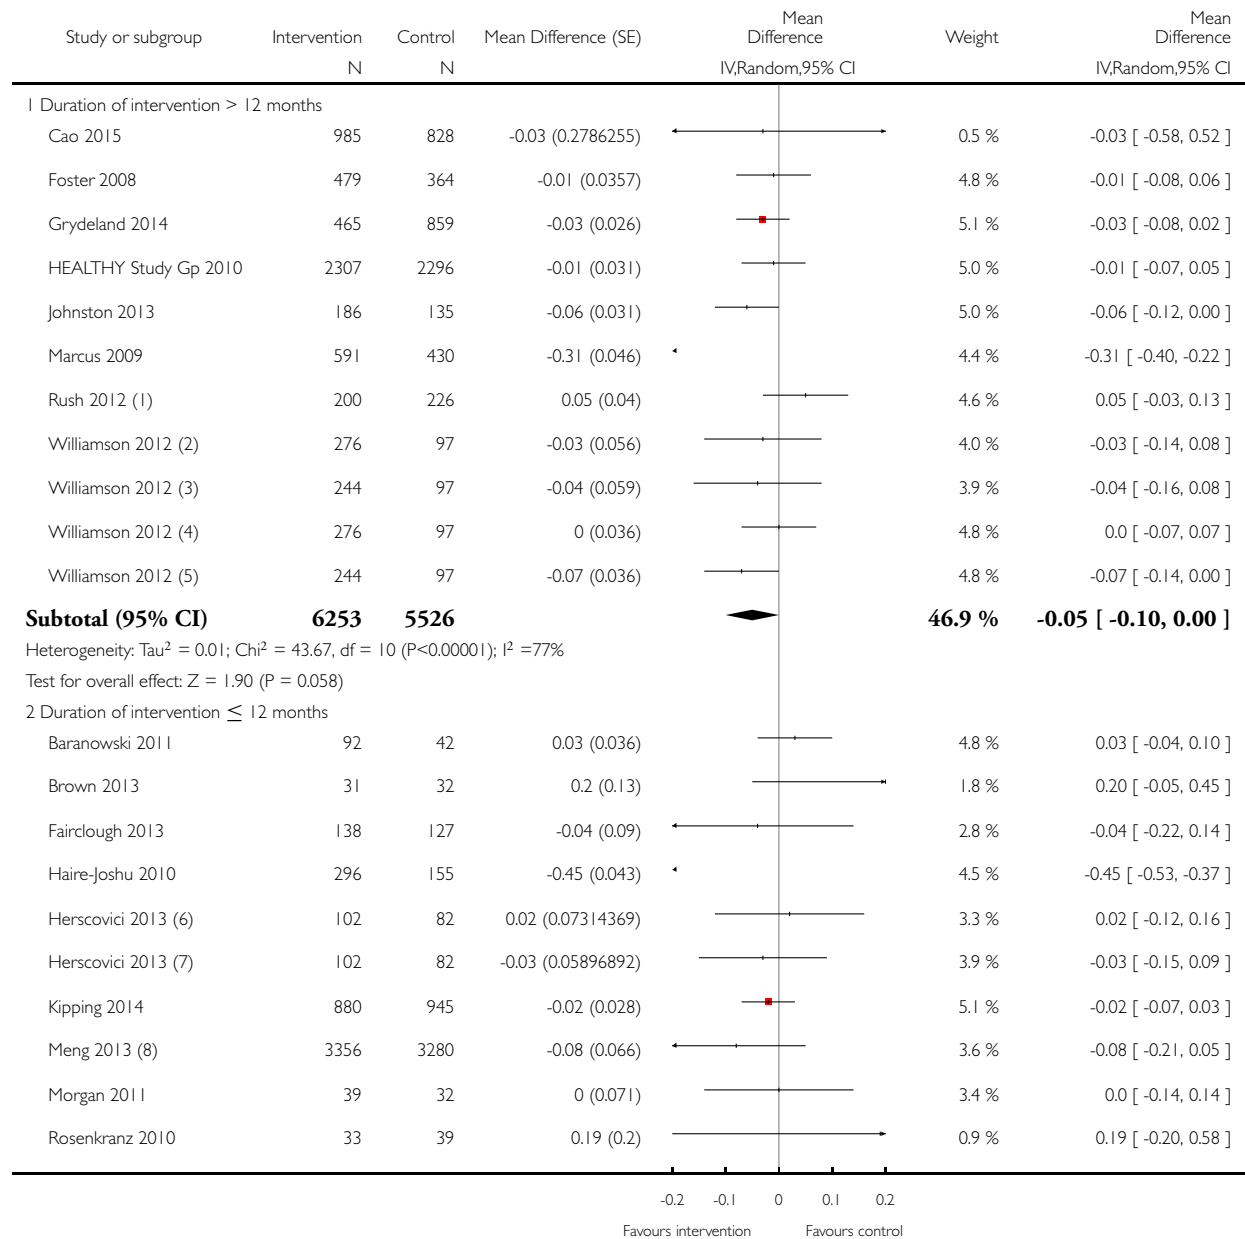 Study or subgroup Intervention Control Mean Difference (SE) Mean Difference Weight Mean Difference
N N IV,Random,95% CI IV,Random,95% CI
1 Duration of intervention > 12 months
Cao 2015 985 828 -0.03 (0.2786255) 0.5 % -0.03 [ -0.58, 0.52 ]
Foster 2008 479 364 -0.01 (0.0357) 4.8 % -0.01 [ -0.08, 0.06 ]
Grydeland 2014 465 859 -0.03 (0.026) 5.1 % -0.03 [ -0.08, 0.02 ]
HEALTHY Study Gp 2010 2307 2296 -0.01 (0.031) 5.0 % -0.01 [ -0.07, 0.05 ]
Johnston 2013 186 135 -0.06 (0.031) 5.0 % -0.06 [ -0.12, 0.00 ]
Marcus 2009 591 430 -0.31 (0.046) 4.4 % -0.31 [ -0.40, -0.22 ]
Rush 2012 (1) 200 226 0.05 (0.04) 4.6 % 0.05 [ -0.03, 0.13 ]
Williamson 2012 (2) 276 97 -0.03 (0.056) 4.0 % -0.03 [ -0.14, 0.08 ]
Williamson 2012 (3) 244 97 -0.04 (0.059) 3.9 % -0.04 [ -0.16, 0.08 ]
Williamson 2012 (4) 276 97 0 (0.036) 4.8 % 0.0 [ -0.07, 0.07 ]
Williamson 2012 (5) 244 97 -0.07 (0.036) 4.8 % -0.07 [ -0.14, 0.00 ]
Subtotal (95% CI) 6253 5526 46.9 % -0.05 [ -0.10, 0.00 ]
Heterogeneity: Tau² = 0.01; Chi² = 43.67, df = 10 (P<0.00001); I² =77%
Test for overall effect: Z = 1.90 (P = 0.058)
2 Duration of intervention ≤ 12 months
Baranowski 2011 92 42 0.03 (0.036) 4.8 % 0.03 [ -0.04, 0.10 ]
Brown 2013 31 32 0.2 (0.13) 1.8 % 0.20 [ -0.05, 0.45 ]
Fairclough 2013 138 127 -0.04 (0.09) 2.8 % -0.04 [ -0.22, 0.14 ]
Haire-Joshu 2010 296 155 -0.45 (0.043) 4.5 % -0.45 [ -0.53, -0.37 ]
Herscovici 2013 (6) 102 82 0.02 (0.07314369) 3.3 % 0.02 [ -0.12, 0.16 ]
Herscovici 2013 (7) 102 82 -0.03 (0.05896892) 3.9 % -0.03 [ -0.15, 0.09 ]
Kipping 2014 880 945 -0.02 (0.028) 5.1 % -0.02 [ -0.07, 0.03 ]
Meng 2013 (8) 3356 3280 -0.08 (0.066) 3.6 % -0.08 [ -0.21, 0.05 ]
Morgan 2011 39 32 0 (0.071) 3.4 % 0.0 [ -0.14, 0.14 ]
Rosenkranz 2010 33 39 0.19 (0.2) 0.9 % 0.19 [ -0.20, 0.58 ]
-0.2 -0.1 0 0.1 0.2
Favours intervention Favours control